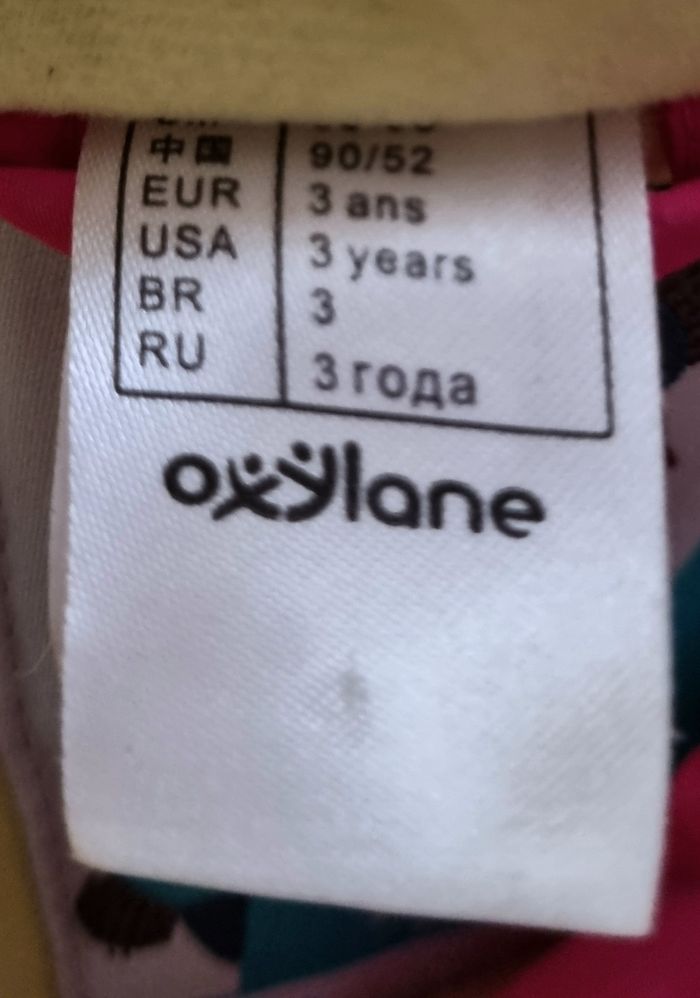 中国 90/52
EUR 3 ans
USA 3 years
BR 3
RU 3 года
oxylane